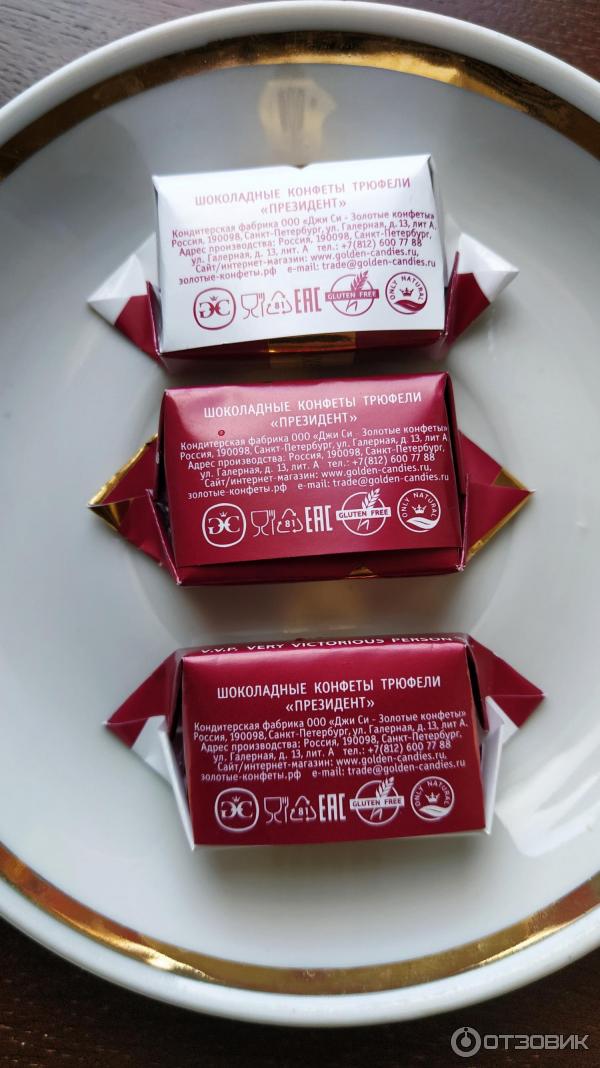 ШОКОЛАДНЫЕ КОНФЕТЫ ТРЮФЕЛИ
«ПРЕЗИДЕНТ»
Кондитерская фабрика ООО «Джи Си - Золотые конфеты»
Россия, 190098, Санкт-Петербург, ул. Галерная, д. 13, лит А.
Адрес производства: Россия, 190098, Санкт-Петербург,
ул. Галерная, д. 13, лит. А тел.: +7(812) 600 77 88
Сайт/интернет-магазин: www.golden-candies.ru,
золотые-конфеты.рф e-mail: trade@golden-candies.ru
81 EAC GLUTEN FREE ONLY NATURAL
ШОКОЛАДНЫЕ КОНФЕТЫ ТРЮФЕЛИ
«ПРЕЗИДЕНТ»
Кондитерская фабрика ООО «Джи Си - Золотые конфеты»
Россия, 190098, Санкт-Петербург, ул. Галерная, д. 13, лит А
Адрес производства: Россия, 190098, Санкт-Петербург,
ул. Галерная, д. 13, лит. А тел.: +7(812) 600 77 88
Сайт/интернет-магазин: www.golden-candies.ru,
золотые-конфеты.рф e-mail: trade@golden-candies.ru
81 EAC GLUTEN FREE ONLY NATURAL
V.V.P. VERY VICTORIOUS PERSON
ШОКОЛАДНЫЕ КОНФЕТЫ ТРЮФЕЛИ
«ПРЕЗИДЕНТ»
Кондитерская фабрика ООО «Джи Си - Золотые конфеты»
Россия, 190098, Санкт-Петербург, ул. Галерная, д. 13, лит А.
Адрес производства: Россия, 190098, Санкт-Петербург,
ул. Галерная, д. 13, лит. А тел.: +7(812) 600 77 88
Сайт/интернет-магазин: www.golden-candies.ru,
золотые-конфеты.рф e-mail: trade@golden-candies.ru
81 EAC GLUTEN FREE ONLY NATURAL
ОТЗОВИК